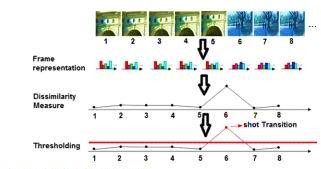 1 2 3 4 5 6 7 8 ...
Frame
representation
Dissimilarity
Measure
1 2 3 4 5 6 7 8
shot Transition
Thresholding
1 2 3 4 5 6 7 8